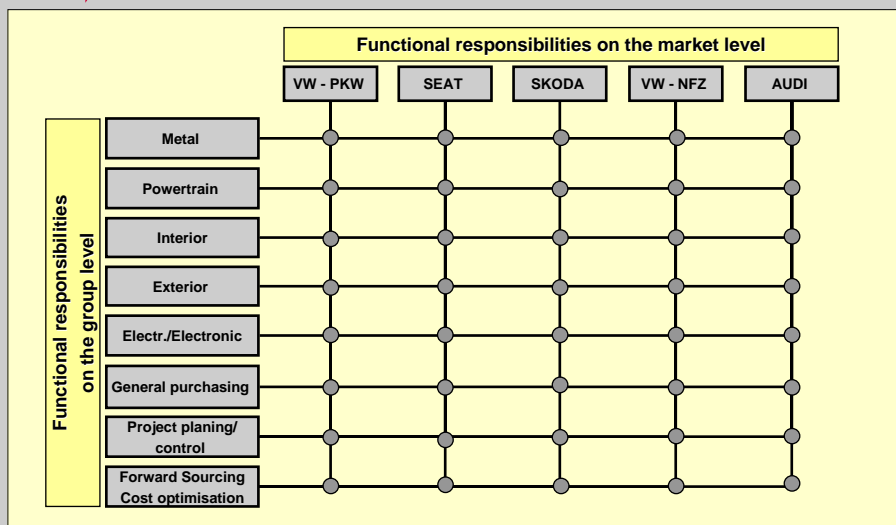 Functional responsibilities on the market level
VW - PKW
SEAT
SKODA
VW - NFZ
AUDI
Functional responsibilities
on the group level
Metal
Powertrain
Interior
Exterior
Electr./Electronic
General purchasing
Project planing/
control
Forward Sourcing
Cost optimisation